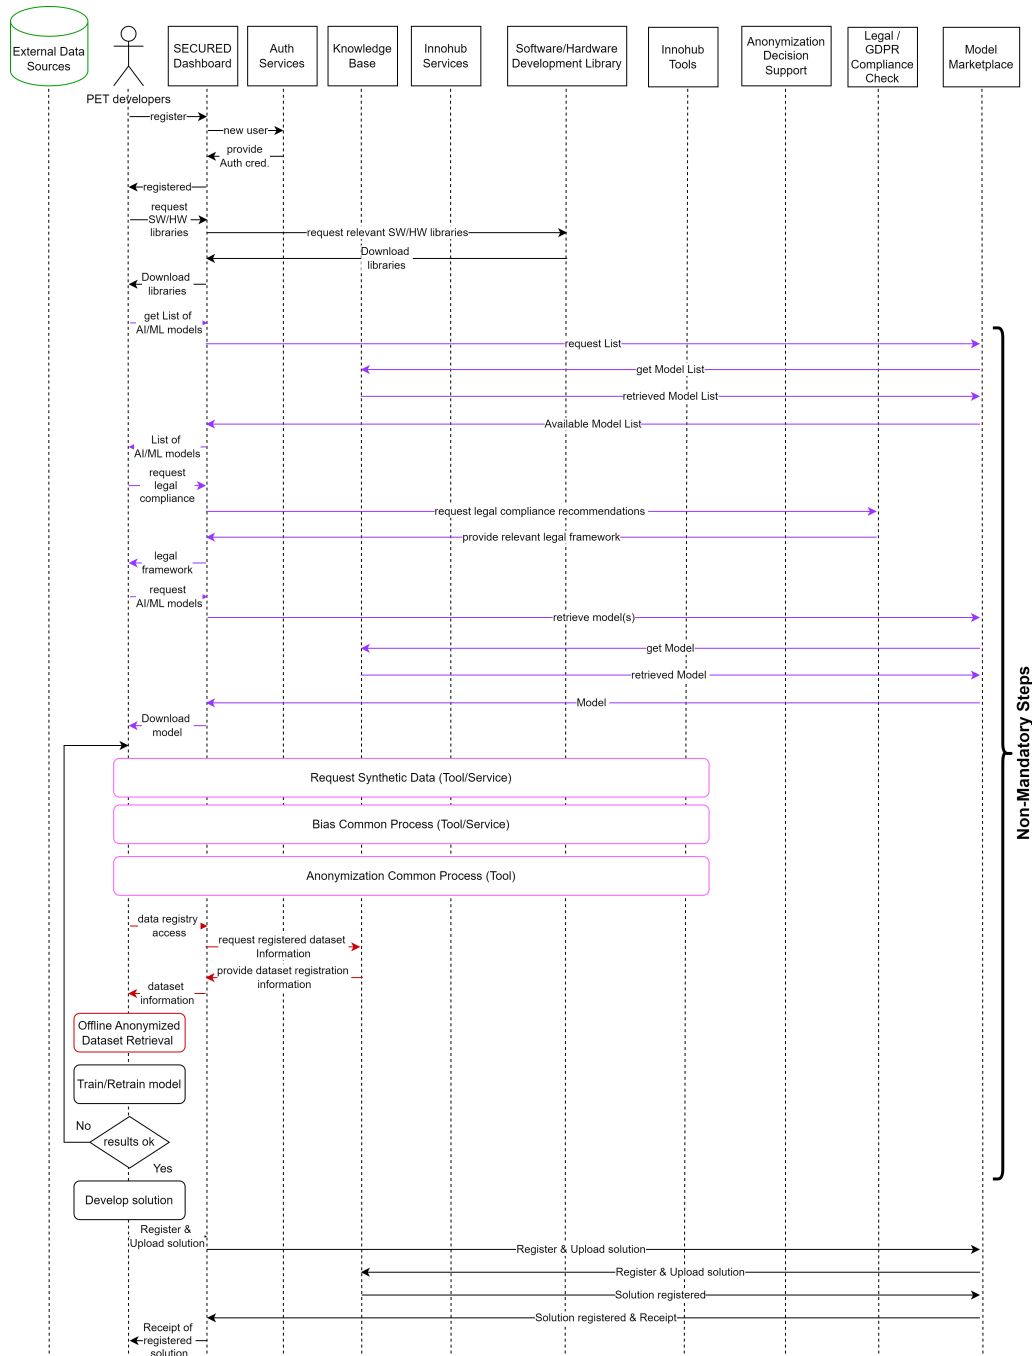 External Data
Sources
PET developers
SECURED
Dashboard
Auth
Services
Knowledge
Base
Innohub
Services
Software/Hardware
Development Library
Innohub
Tools
Anonymization
Decision
Support
Legal /
GDPR
Compliance
Check
Model
Marketplace
register
new user
provide
Auth cred.
registered
request
SW/HW
libraries
request relevant SW/HW libraries
Download
libraries
Download
libraries
get List of
AI/ML models
request List
get Model List
retrieved Model List
Available Model List
List of
AI/ML models
request
legal
compliance
request legal compliance recommendations
provide relevant legal framework
legal
framework
request
AI/ML models
retrieve model(s)
get Model
retrieved Model
Model
Download
model
Non-Mandatory Steps
Request Synthetic Data (Tool/Service)
Bias Common Process (Tool/Service)
Anonymization Common Process (Tool)
data registry
access
request registered dataset
Information
provide dataset registration
information
dataset
information
Offline Anonymized
Dataset Retrieval
Train/Retrain model
No
results ok
Yes
Develop solution
Register &
Upload solution
Register & Upload solution
Register & Upload solution
Solution registered
Solution registered & Receipt
Receipt of
registered
solution